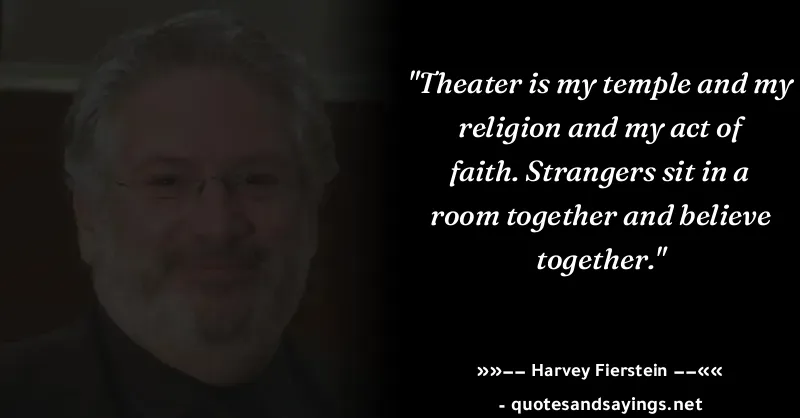 "Theater is my temple and my
religion and my act of
faith. Strangers sit in a
room together and believe
together."
»»–– Harvey Fierstein ––««
- quotesandsayings.net